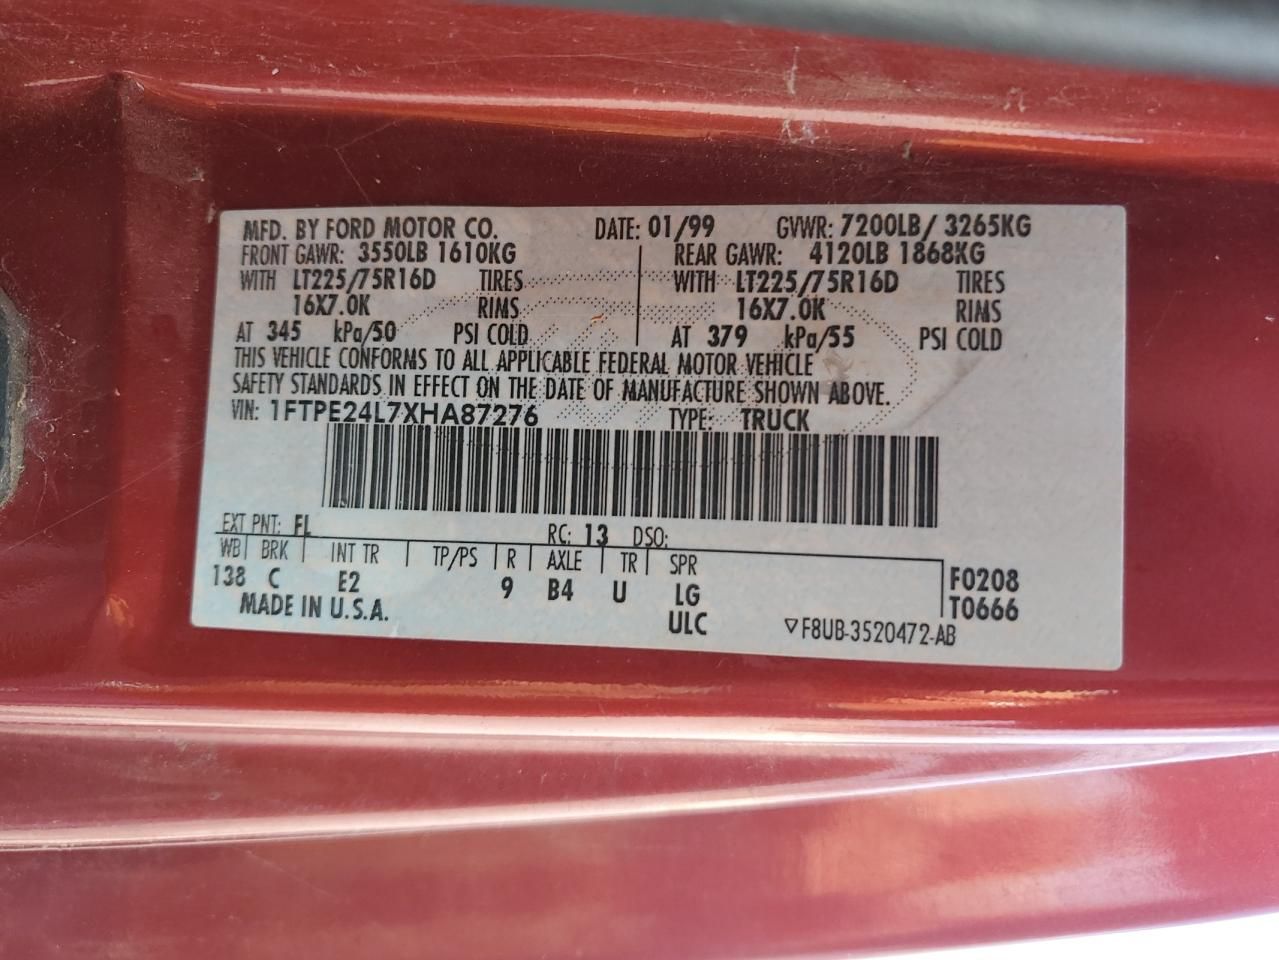 MFD. BY FORD MOTOR CO. DATE: 01/99 GVWR: 7200LB/ 3265KG
FRONT GAWR: 3550LB 1610KG REAR GAWR: 4120LB 1868KG
WITH LT225/75R16D TIRES WITH LT225/75R16D TIRES
16X7.0K RIMS 16X7.0K RIMS
AT 345 kPa/50 PSI COLD AT 379 kPa/55 PSI COLD
THIS VEHICLE CONFORMS TO ALL APPLICABLE FEDERAL MOTOR VEHICLE
SAFETY STANDARDS IN EFFECT ON THE DATE OF MANUFACTURE SHOWN ABOVE.
VIN: 1FTPE24L7XHA87276 TYPE: TRUCK
EXT PNT: FL RC: 13 DSO:
WB BRK INT TR TP/PS R AXLE TR SPR
138 C E2 9 B4 U LG F0208
MADE IN U.S.A. ULC T0666
▽F8UB-3520472-AB